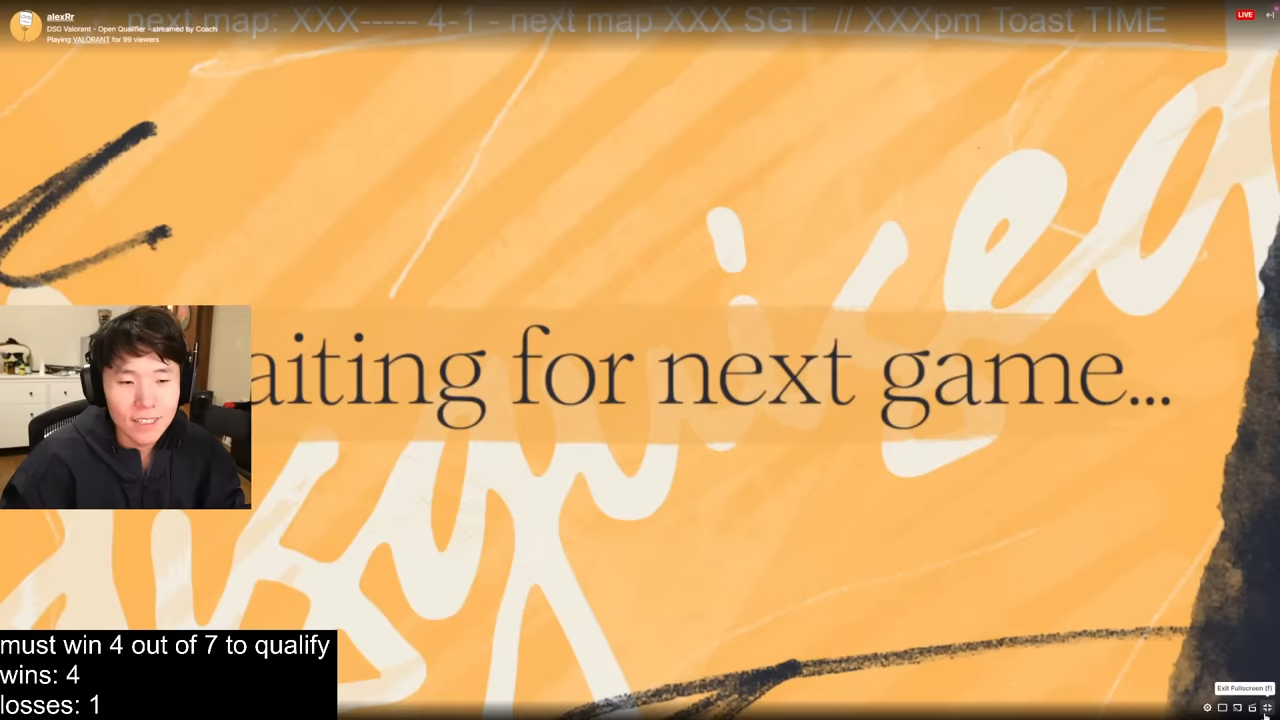 next map: XXX----- 4-1 - next map XXX SGT // XXXpm Toast TIME
alexRr
DSG Valorant - Open Qualifier - streamed by Coach
Playing VALORANT for 99 viewers
LIVE
disguised
aiting for next game...
must win 4 out of 7 to qualify
wins: 4
losses: 1
Exit Fullscreen (f)